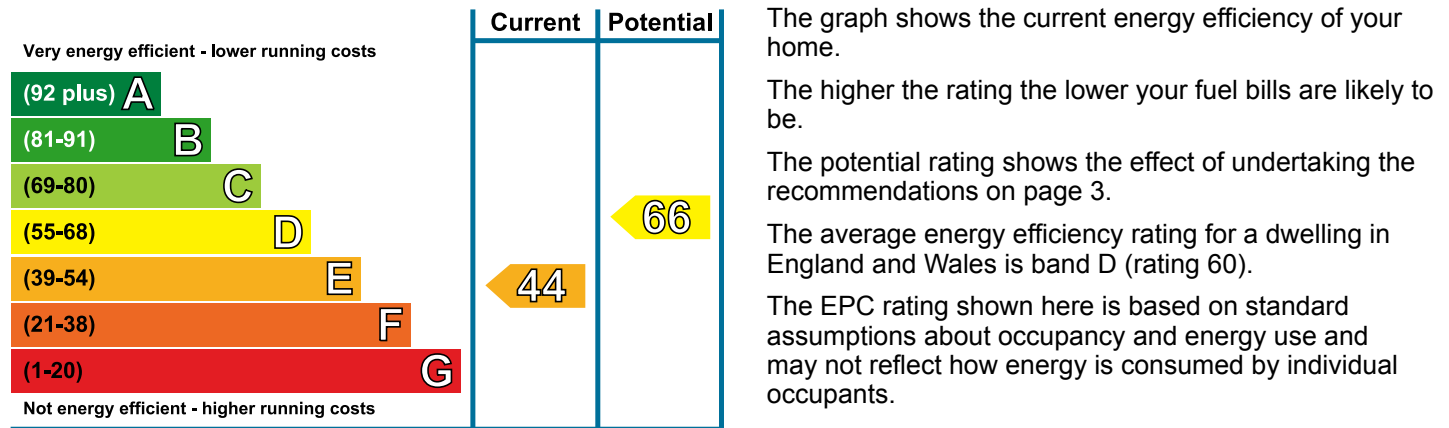 Current Potential
Very energy efficient - lower running costs
(92 plus) A
(81-91) B
(69-80) C
(55-68) D
(39-54) E
(21-38) F
(1-20) G
Not energy efficient - higher running costs
44
66
The graph shows the current energy efficiency of your
home.
The higher the rating the lower your fuel bills are likely to
be.
The potential rating shows the effect of undertaking the
recommendations on page 3.
The average energy efficiency rating for a dwelling in
England and Wales is band D (rating 60).
The EPC rating shown here is based on standard
assumptions about occupancy and energy use and
may not reflect how energy is consumed by individual
occupants.